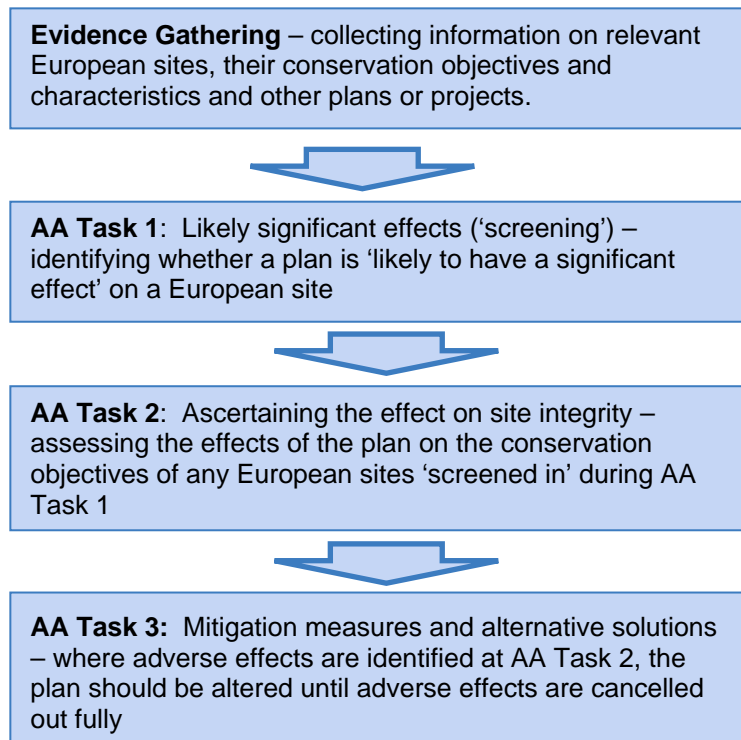 Evidence Gathering – collecting information on relevant
European sites, their conservation objectives and
characteristics and other plans or projects.
AA Task 1:  Likely significant effects (‘screening’) –
identifying whether a plan is ‘likely to have a significant
effect’ on a European site
AA Task 2:  Ascertaining the effect on site integrity –
assessing the effects of the plan on the conservation
objectives of any European sites ‘screened in’ during AA
Task 1
AA Task 3:  Mitigation measures and alternative solutions
– where adverse effects are identified at AA Task 2, the
plan should be altered until adverse effects are cancelled
out fully